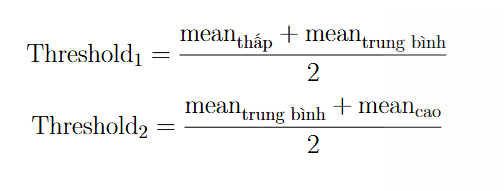 Threshold₁ = (mean_thấp + mean_trung bình) / 2
Threshold₂ = (mean_trung bình + mean_cao) / 2